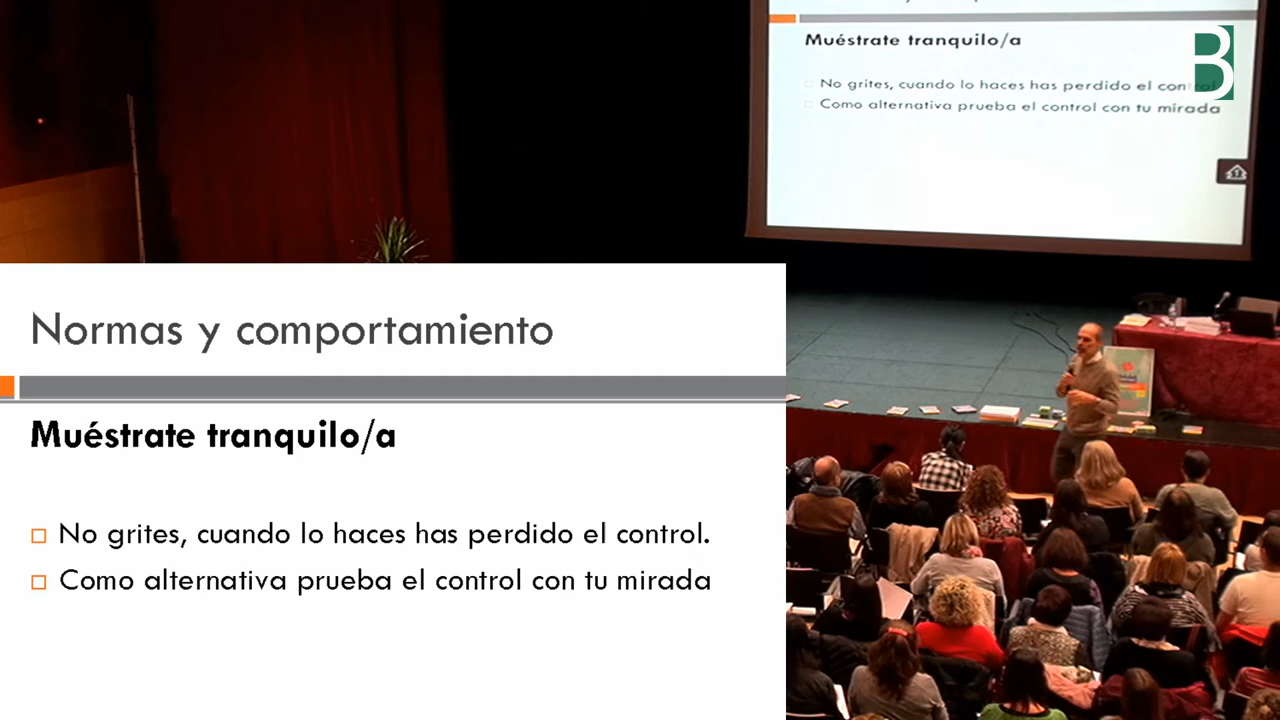 Muéstrate tranquilo/a
No grites, cuando lo haces has perdido el control
Como alternativa prueba el control con tu mirada
B
Normas y comportamiento
Muéstrate tranquilo/a
No grites, cuando lo haces has perdido el control.
Como alternativa prueba el control con tu mirada